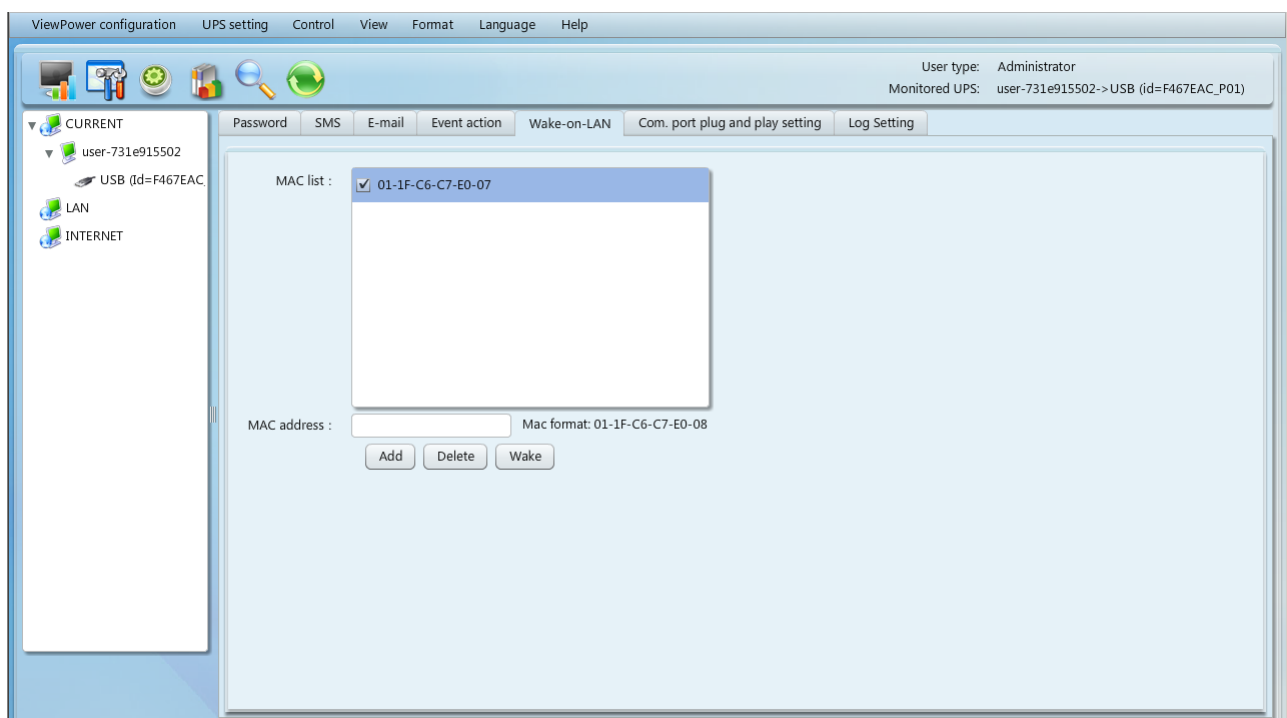 ViewPower configuration UPS setting Control View Format Language Help
User type: Administrator
Monitored UPS: user-731e915502->USB (id=F467EAC_P01)
CURRENT
user-731e915502
USB (Id=F467EAC_
LAN
INTERNET
Password SMS E-mail Event action Wake-on-LAN Com. port plug and play setting Log Setting
MAC list :
01-1F-C6-C7-E0-07
MAC address :
Mac format: 01-1F-C6-C7-E0-08
Add Delete Wake